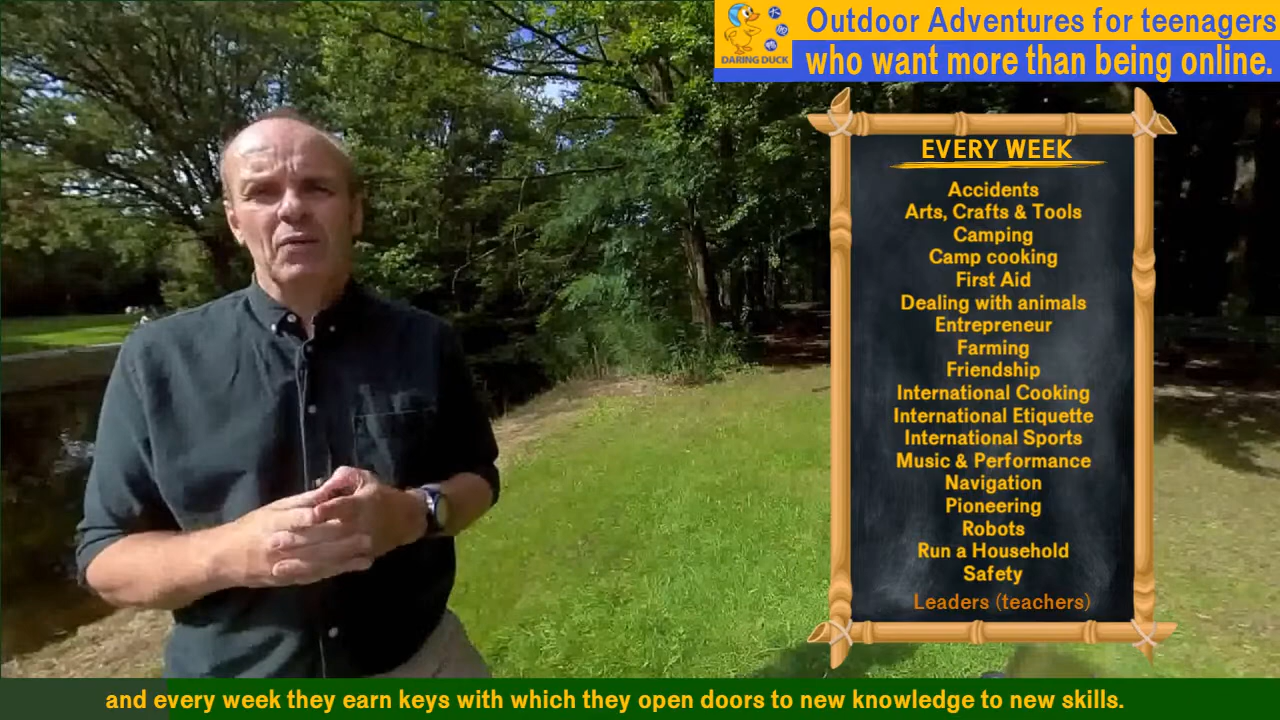 DARING DUCK
Outdoor Adventures for teenagers
who want more than being online.
EVERY WEEK
Accidents
Arts, Crafts & Tools
Camping
Camp cooking
First Aid
Dealing with animals
Entrepreneur
Farming
Friendship
International Cooking
International Etiquette
International Sports
Music & Performance
Navigation
Pioneering
Robots
Run a Household
Safety
Leaders (teachers)
and every week they earn keys with which they open doors to new knowledge to new skills.